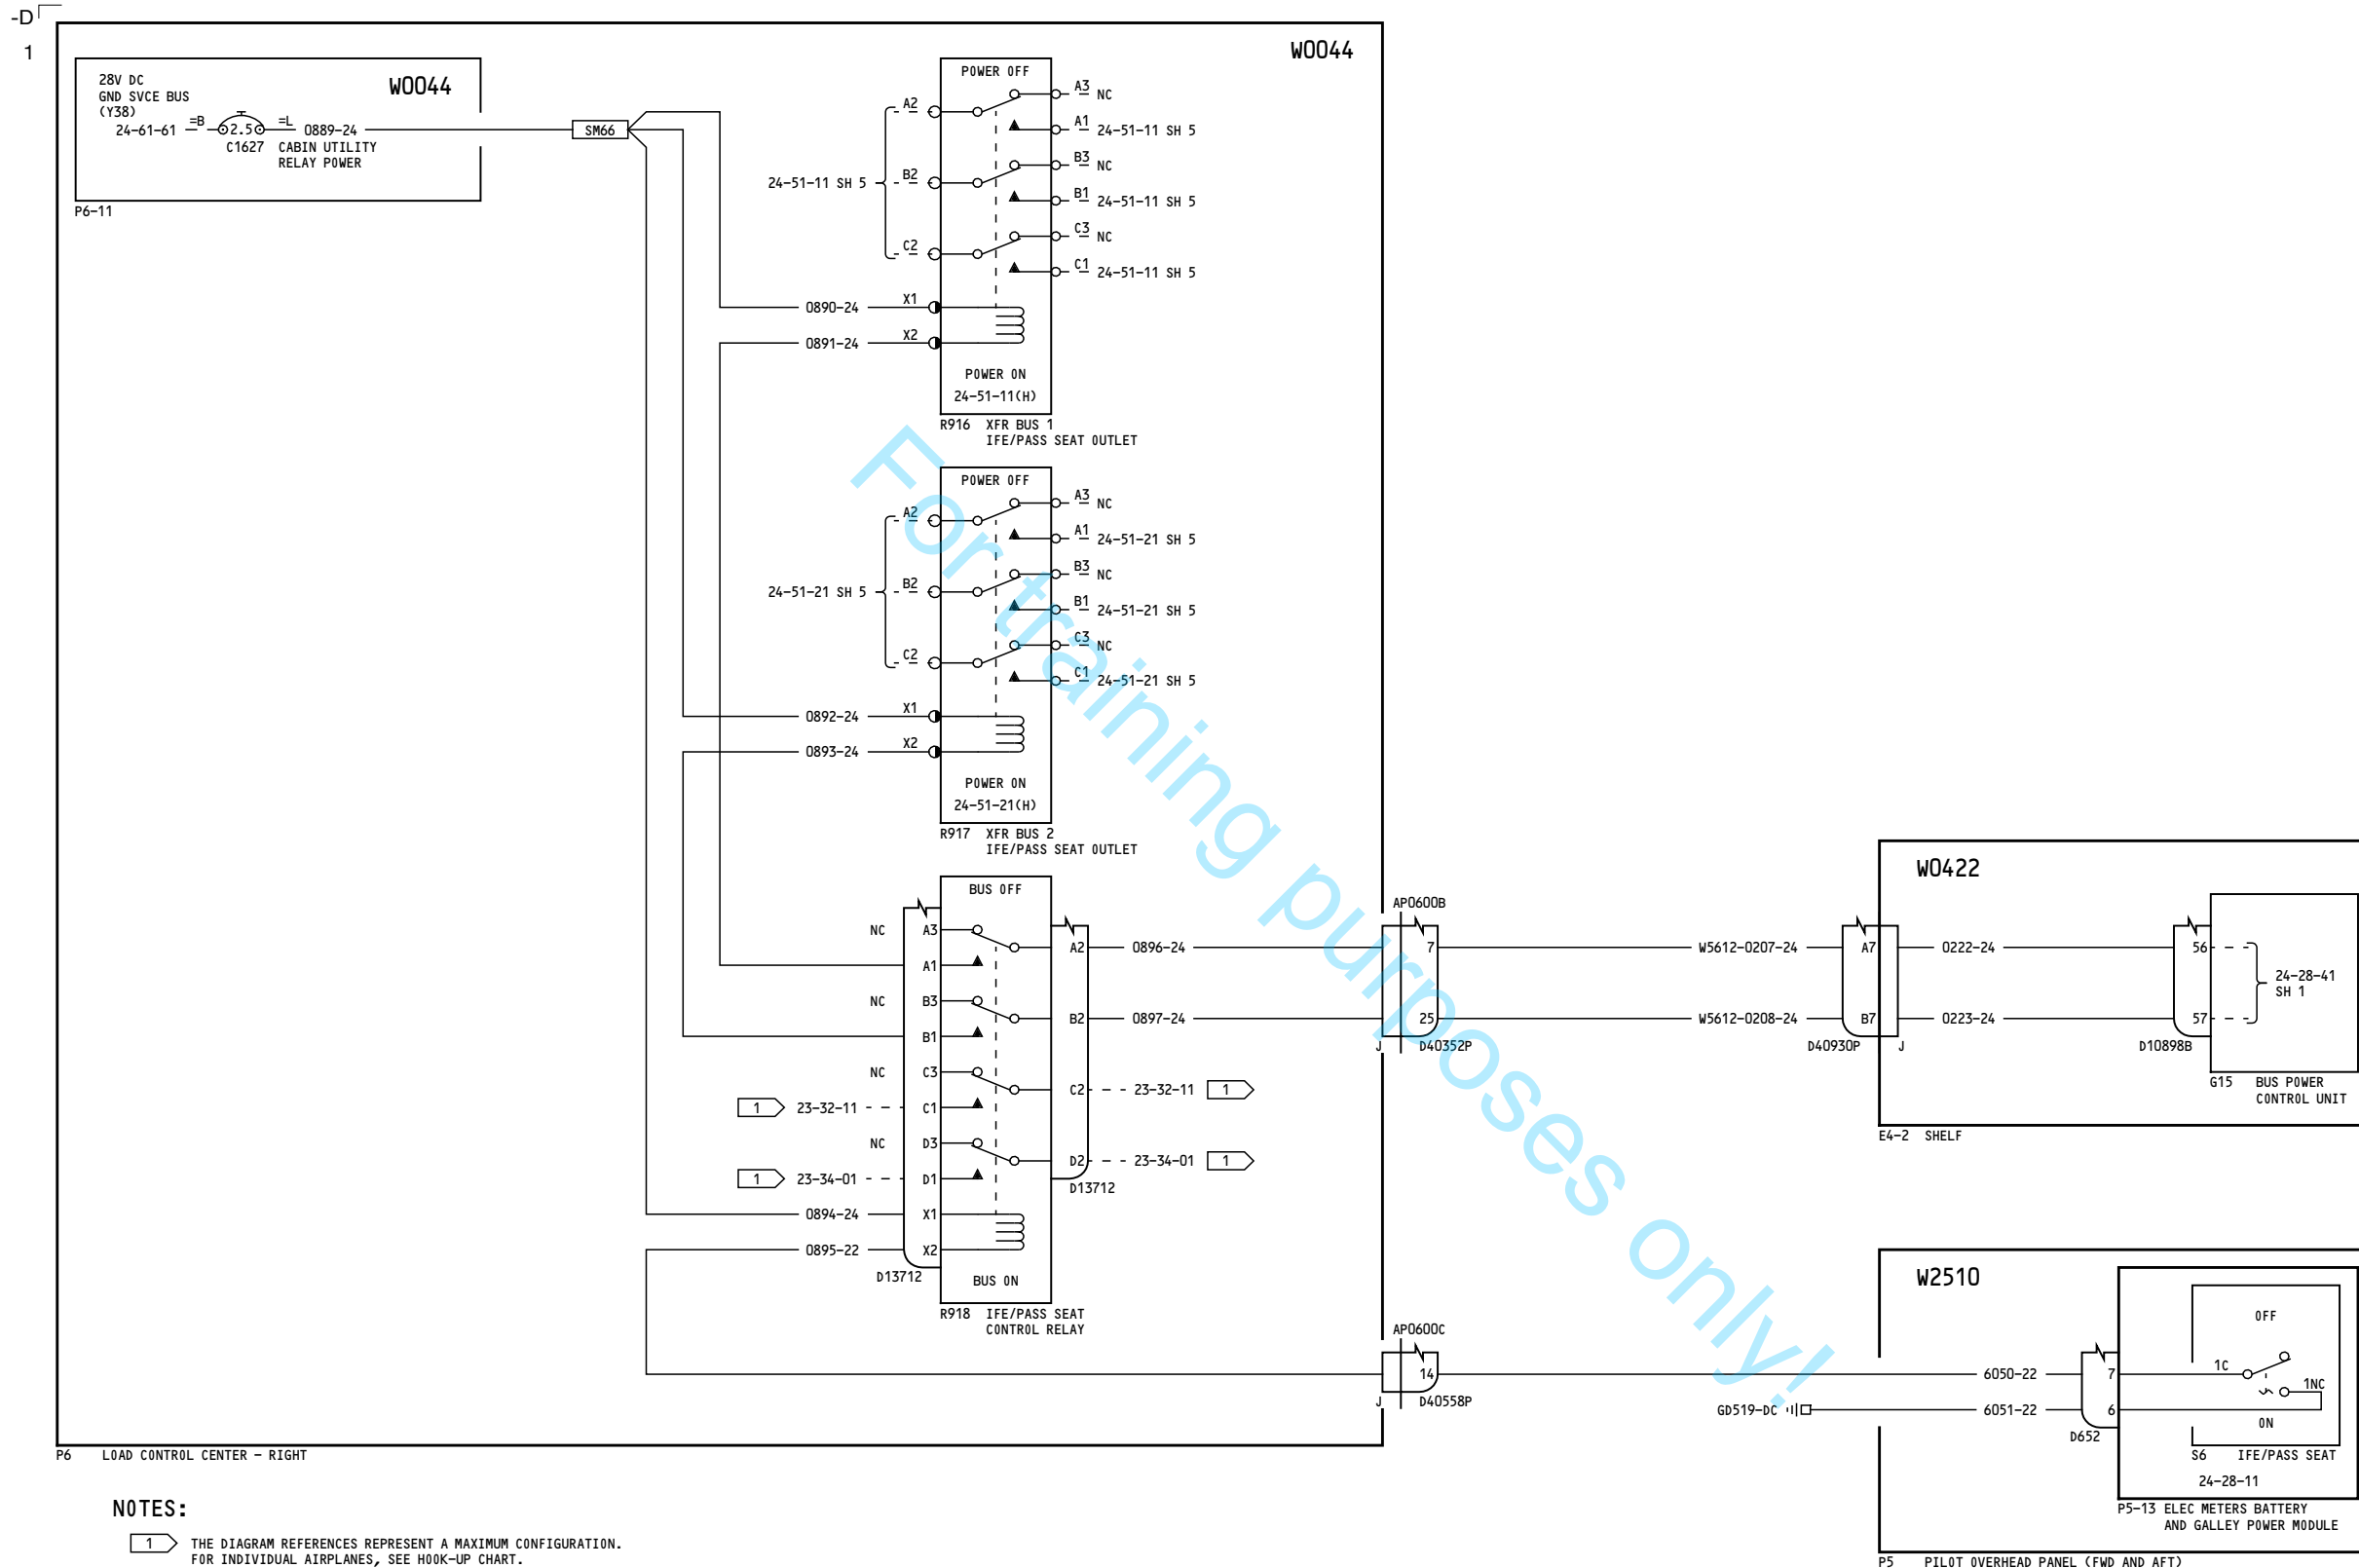 -D
1
W0044
28V DC
GND SVCE BUS
(Y38)
24-61-61
=B
2.5
=L
0889-24
C1627 CABIN UTILITY
RELAY POWER
W0044
P6-11
SM66
POWER OFF
A2
B2
C2
24-51-11 SH 5
A3 NC
A1 24-51-11 SH 5
B3 NC
B1 24-51-11 SH 5
C3 NC
C1 24-51-11 SH 5
0890-24 X1
0891-24 X2
POWER ON
24-51-11(H)
R916 XFR BUS 1
IFE/PASS SEAT OUTLET
POWER OFF
A2
B2
C2
24-51-21 SH 5
A3 NC
A1 24-51-21 SH 5
B3 NC
B1 24-51-21 SH 5
C3 NC
C1 24-51-21 SH 5
0892-24 X1
0893-24 X2
POWER ON
24-51-21(H)
R917 XFR BUS 2
IFE/PASS SEAT OUTLET
BUS OFF
NC A3
A1
NC B3
B1
NC C3
1 23-32-11 C1
NC D3
1 23-34-01 D1
0894-24 X1
0895-22 X2
D13712
BUS ON
R918 IFE/PASS SEAT
CONTROL RELAY
A2 0896-24
B2 0897-24
C2 23-32-11 1
D2 23-34-01 1
D13712
AP0600B
7
25
J D40352P
W5612-0207-24 A7 0222-24 56
W5612-0208-24 B7 0223-24 57
D40930P J
D10898B
W0422
24-28-41
SH 1
G15 BUS POWER
CONTROL UNIT
E4-2 SHELF
AP0600C
14
J D40558P
W2510
6050-22 7
GD519-DC 6051-22 6
D652
OFF
1C
1NC
ON
S6 IFE/PASS SEAT
24-28-11
P5-13 ELEC METERS BATTERY
AND GALLEY POWER MODULE
P5 PILOT OVERHEAD PANEL (FWD AND AFT)
P6 LOAD CONTROL CENTER - RIGHT
NOTES:
1 THE DIAGRAM REFERENCES REPRESENT A MAXIMUM CONFIGURATION.
FOR INDIVIDUAL AIRPLANES, SEE HOOK-UP CHART.
For training purposes only!